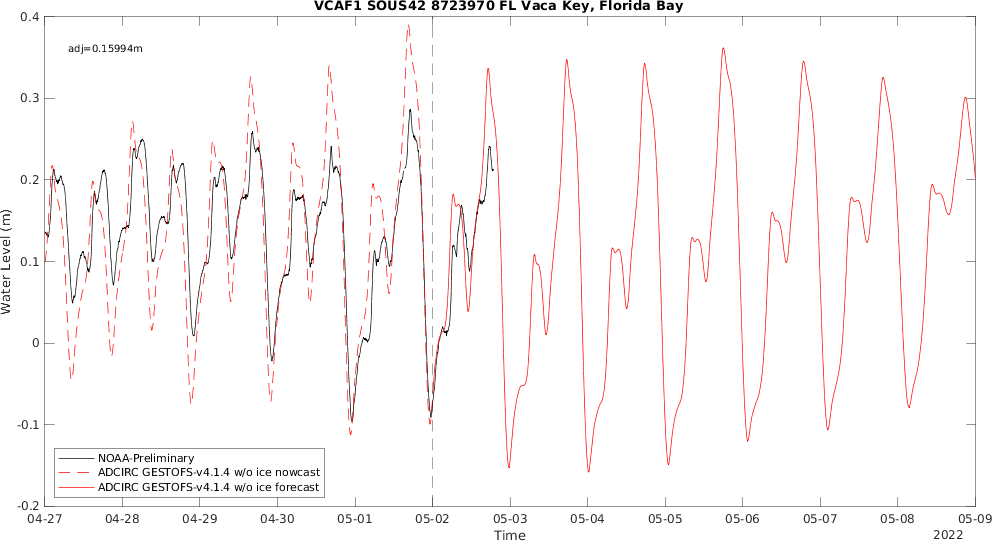 VCAF1 SOUS42 8723970 FL Vaca Key, Florida Bay
adj=0.15994m
0.4
0.3
0.2
0.1
0
-0.1
-0.2
Water Level (m)
NOAA-Preliminary
ADCIRC GESTOFS-v4.1.4 w/o ice nowcast
ADCIRC GESTOFS-v4.1.4 w/o ice forecast
04-27 04-28 04-29 04-30 05-01 05-02 05-03 05-04 05-05 05-06 05-07 05-08 05-09
Time
2022